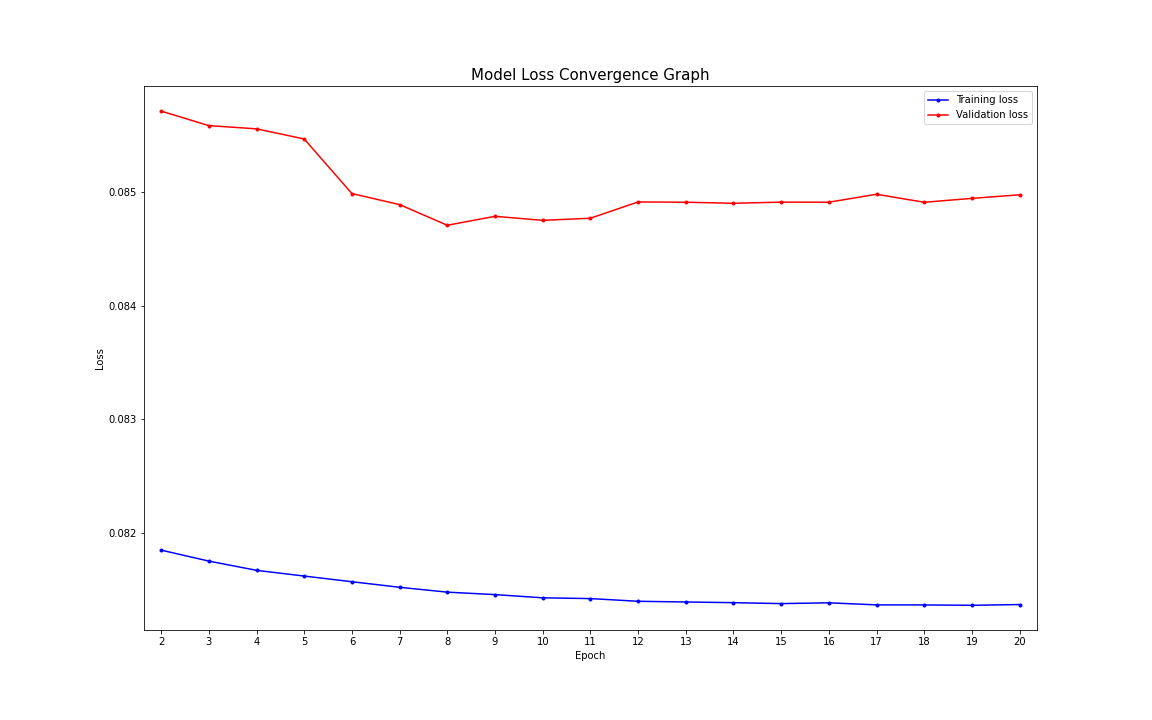 Model Loss Convergence Graph
Training loss
Validation loss
0.085
0.084
0.083
0.082
Loss
2 3 4 5 6 7 8 9 10 11 12 13 14 15 16 17 18 19 20
Epoch